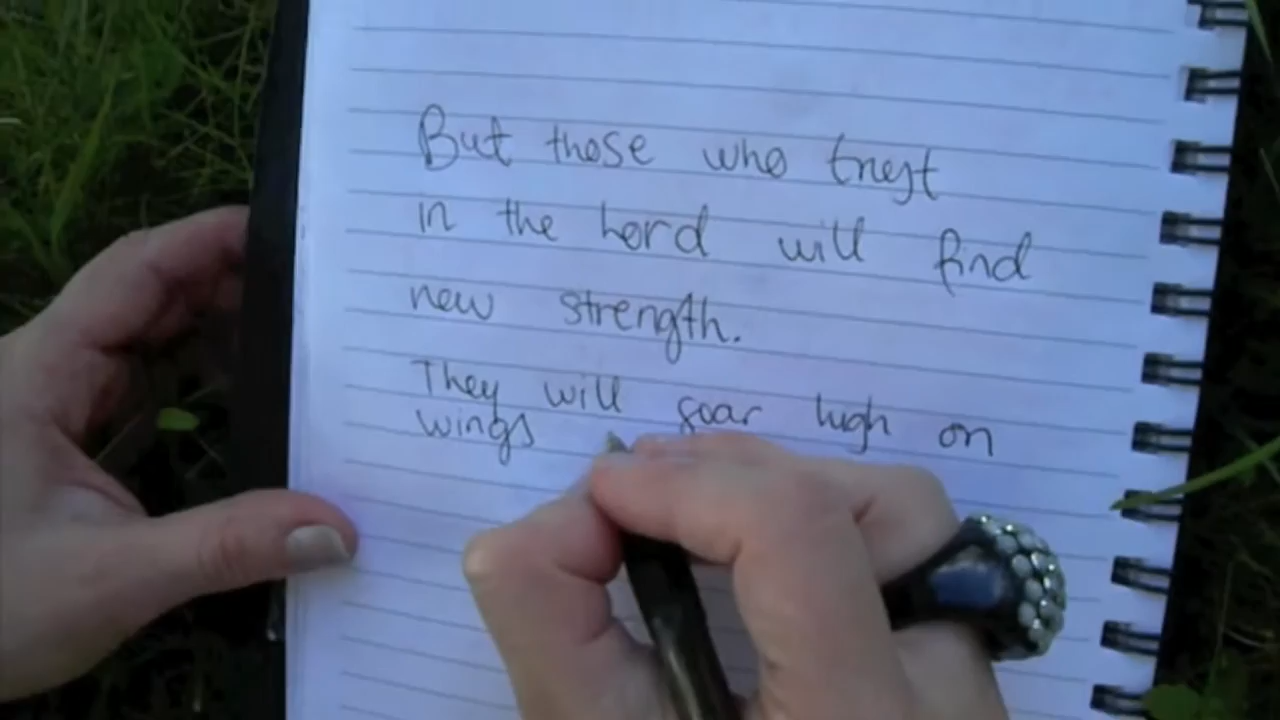 But those who trust
in the Lord will find
new strength.
They will soar high on
wings